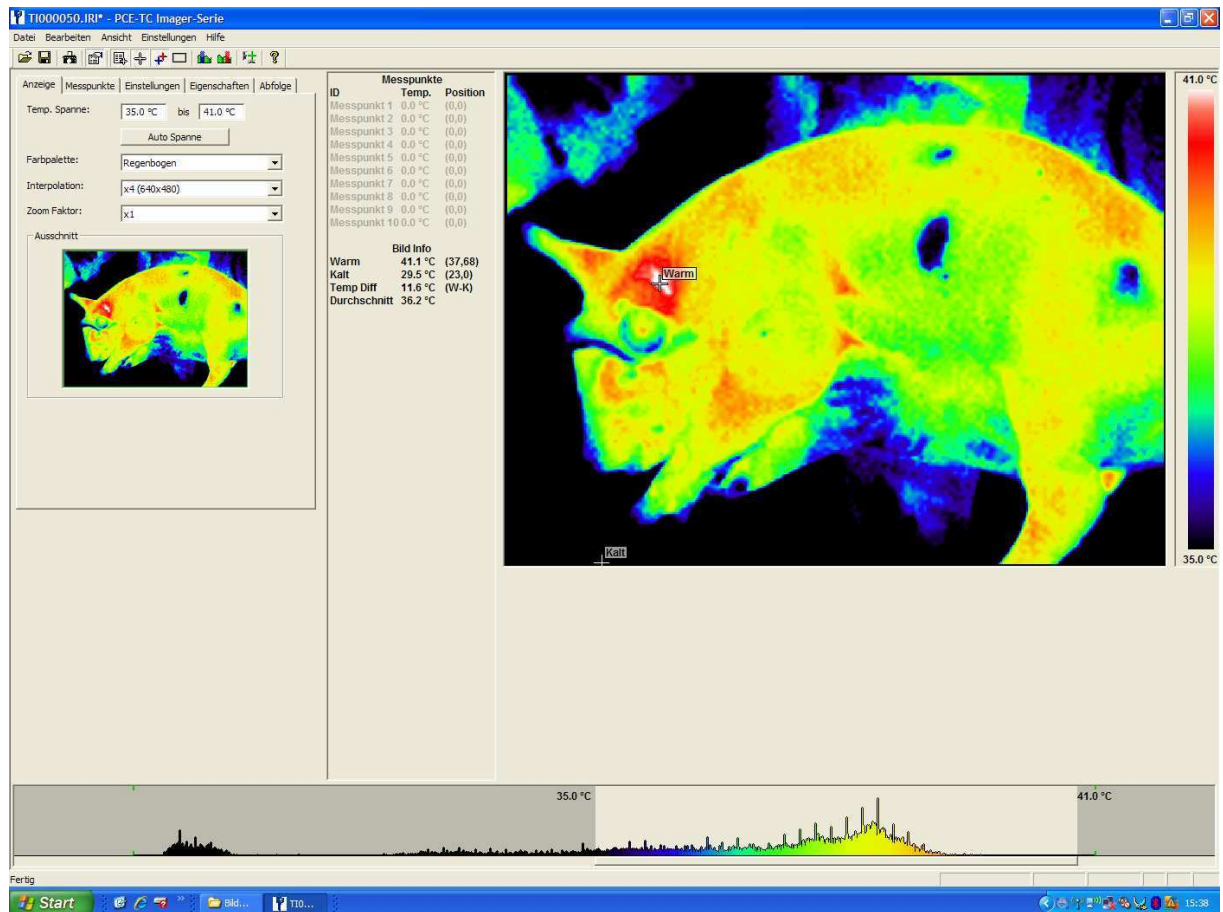 TI000050.IRI* - PCE-TC Imager-Serie
Datei Bearbeiten Ansicht Einstellungen Hilfe
Anzeige Messpunkte Einstellungen Eigenschaften Abfolge
Temp. Spanne: 35.0 °C bis 41.0 °C
Auto Spanne
Farbpalette: Regenbogen
Interpolation: x4 (640x480)
Zoom Faktor: x1
Ausschnitt
Messpunkte
ID Temp. Position
Messpunkt 1 0.0 °C (0,0)
Messpunkt 2 0.0 °C (0,0)
Messpunkt 3 0.0 °C (0,0)
Messpunkt 4 0.0 °C (0,0)
Messpunkt 5 0.0 °C (0,0)
Messpunkt 6 0.0 °C (0,0)
Messpunkt 7 0.0 °C (0,0)
Messpunkt 8 0.0 °C (0,0)
Messpunkt 9 0.0 °C (0,0)
Messpunkt 10 0.0 °C (0,0)
Bild Info
Warm 41.1 °C (37,68)
Kalt 29.5 °C (23,0)
Temp Diff 11.6 °C (W-K)
Durchschnitt 36.2 °C
Warm
Kalt
41.0 °C
35.0 °C
35.0 °C 41.0 °C
Fertig
Start Bild... TI0... 15:38